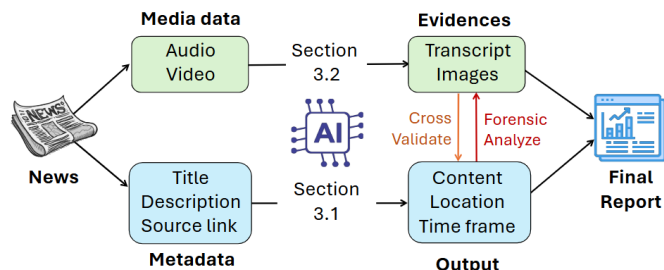 Media data
Evidences
Audio
Video
Section
3.2
Transcript
Images
NEWS
News
AI
Cross
Validate
Forensic
Analyze
Final
Report
Title
Description
Source link
Section
3.1
Content
Location
Time frame
Metadata
Output